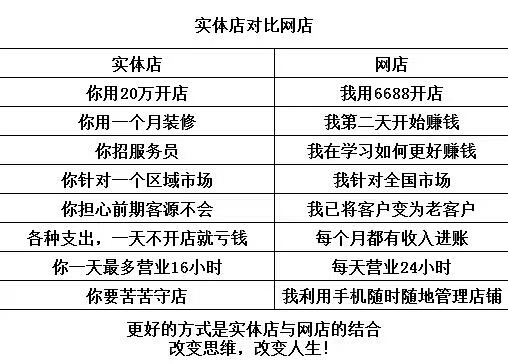 实体店对比网店
实体店 网店
你用20万开店 我用6688开店
你用一个月装修 我第二天开始赚钱
你招服务员 我在学习如何更好赚钱
你针对一个区域市场 我针对全国市场
你担心前期客源不会 我已将客户变为老客户
各种支出，一天不开店就亏钱 每个月都有收入进账
你一天最多营业16小时 每天营业24小时
你要苦苦守店 我利用手机随时随地管理店铺
更好的方式是实体店与网店的结合
改变思维，改变人生！